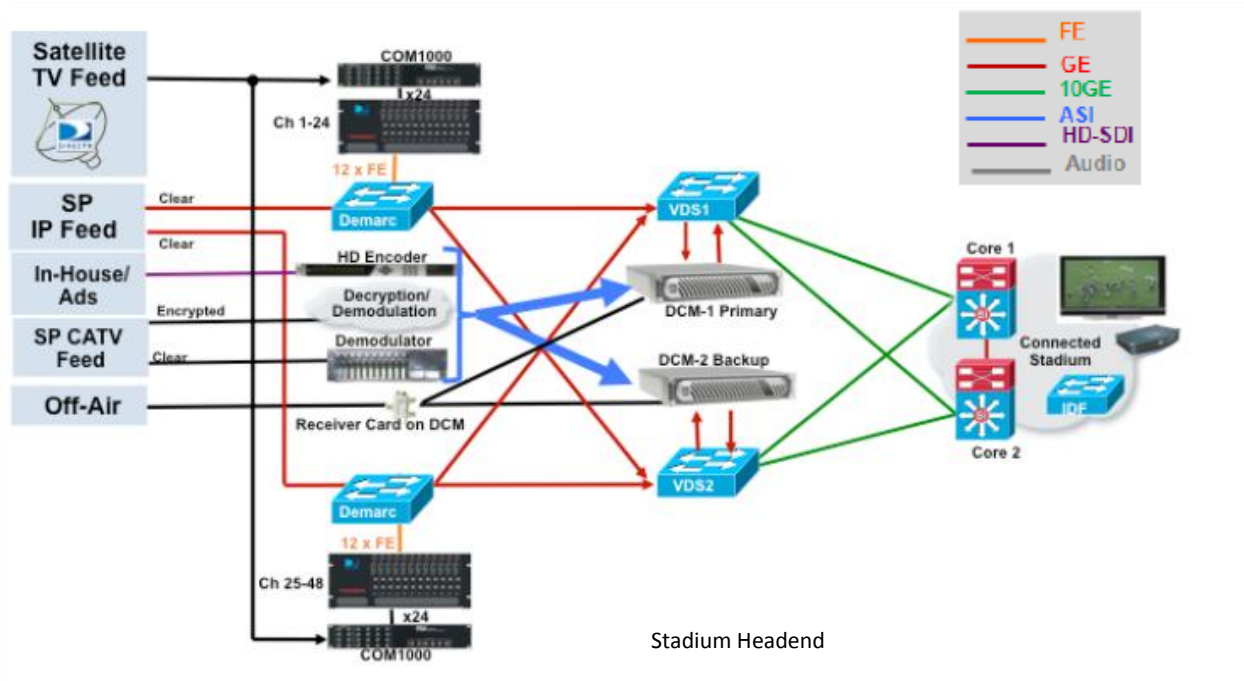 Satellite
TV Feed
DIRECTV
SP
IP Feed
In-House/
Ads
SP CATV
Feed
Off-Air
COM1000
x24
Ch 1-24
12 x FE
Demarc
Clear
Clear
HD Encoder
Decryption/
Demodulation
Encrypted
Demodulator
Clear
Receiver Card on DCM
Demarc
12 x FE
Ch 25-48
x24
COM1000
VDS1
DCM-1 Primary
DCM-2 Backup
VDS2
FE
GE
10GE
ASI
HD-SDI
Audio
Core 1
Connected
Stadium
IDF
Core 2
Stadium Headend